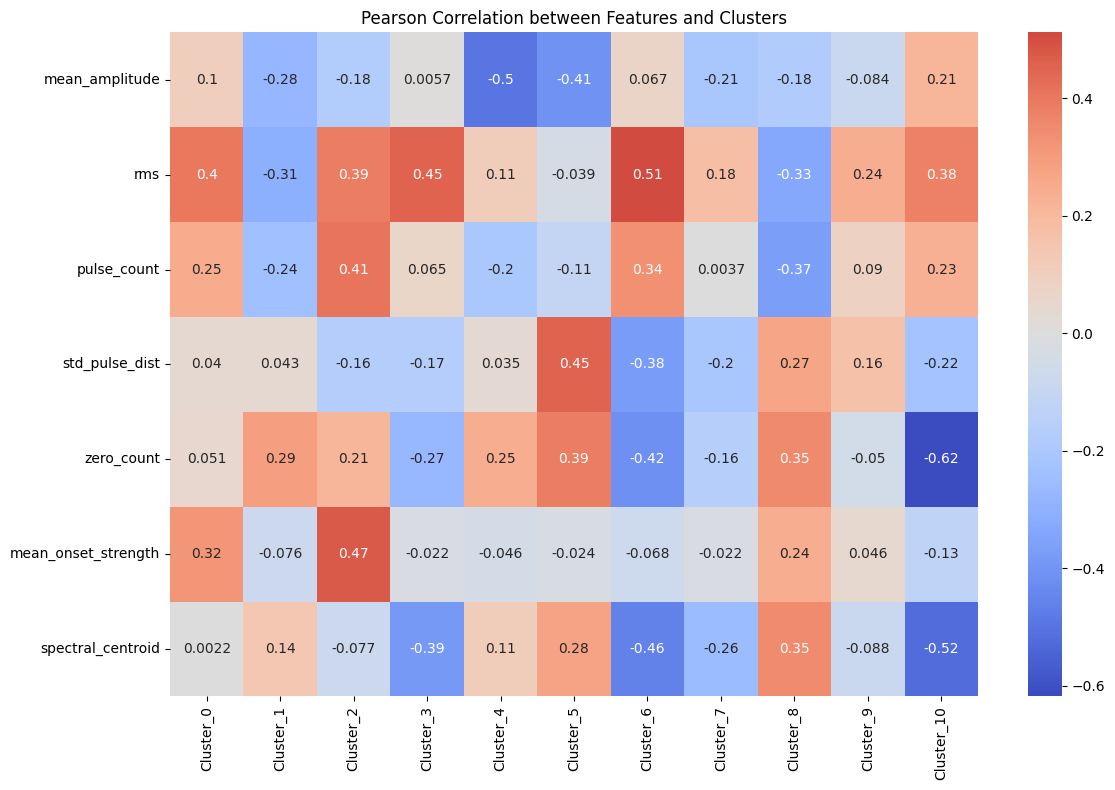 Pearson Correlation between Features and Clusters
mean_amplitude 0.1 -0.28 -0.18 0.0057 -0.5 -0.41 0.067 -0.21 -0.18 -0.084 0.21
rms 0.4 -0.31 0.39 0.45 0.11 -0.039 0.51 0.18 -0.33 0.24 0.38
pulse_count 0.25 -0.24 0.41 0.065 -0.2 -0.11 0.34 0.0037 -0.37 0.09 0.23
std_pulse_dist 0.04 0.043 -0.16 -0.17 0.035 0.45 -0.38 -0.2 0.27 0.16 -0.22
zero_count 0.051 0.29 0.21 -0.27 0.25 0.39 -0.42 -0.16 0.35 -0.05 -0.62
mean_onset_strength 0.32 -0.076 0.47 -0.022 -0.046 -0.024 -0.068 -0.022 0.24 0.046 -0.13
spectral_centroid 0.0022 0.14 -0.077 -0.39 0.11 0.28 -0.46 -0.26 0.35 -0.088 -0.52
Cluster_0 Cluster_1 Cluster_2 Cluster_3 Cluster_4 Cluster_5 Cluster_6 Cluster_7 Cluster_8 Cluster_9 Cluster_10
0.4
0.2
0.0
−0.2
−0.4
−0.6